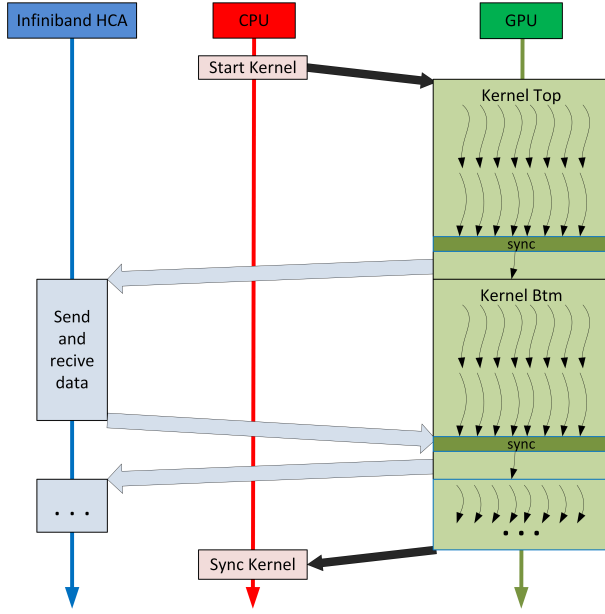 Infiniband HCA
CPU
GPU
Start Kernel
Kernel Top
sync
Kernel Btm
Send
and
recive
data
sync
. . .
. . .
Sync Kernel